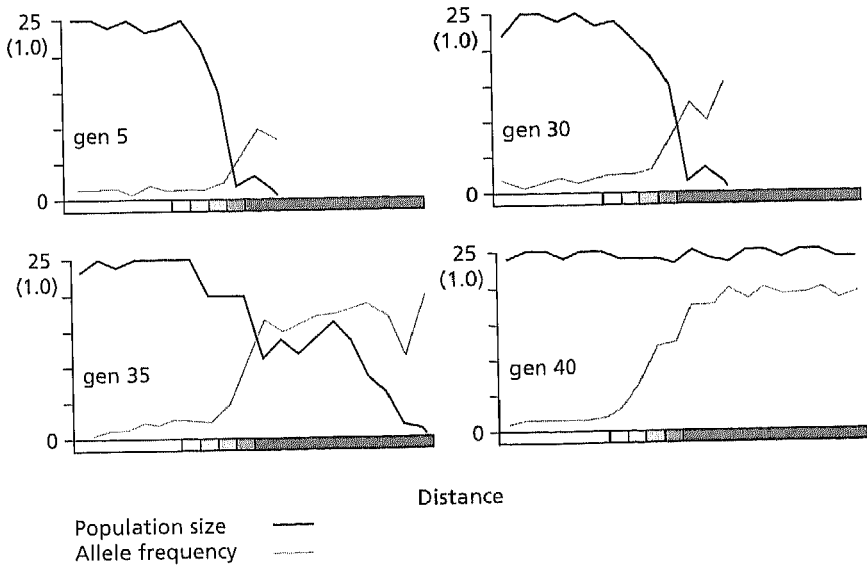 25
(1.0)
gen 5
0
25
(1.0)
gen 30
0
25
(1.0)
gen 35
0
25
(1.0)
gen 40
0
Distance
Population size
Allele frequency